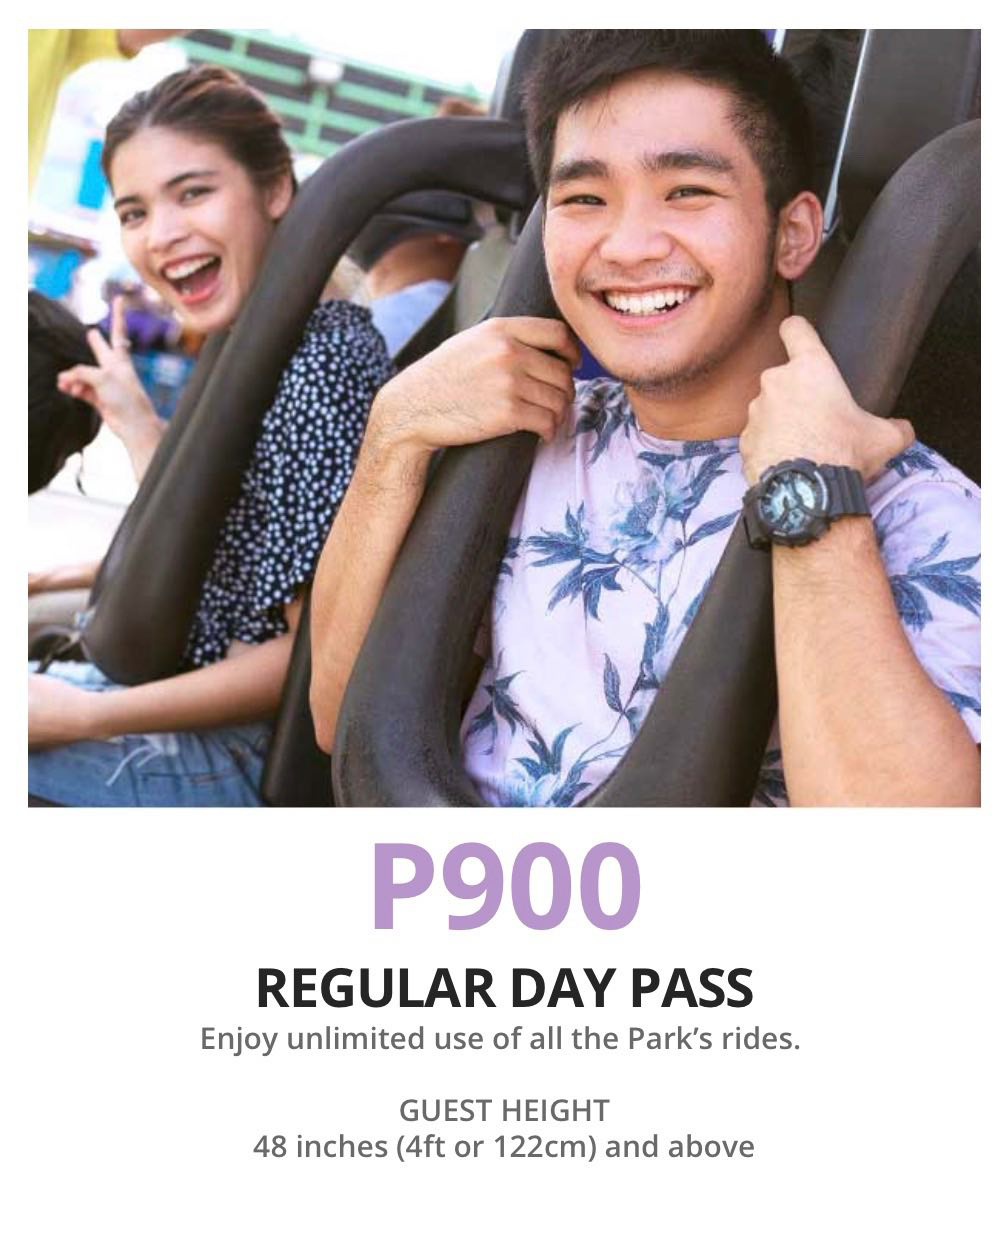 P900
REGULAR DAY PASS
Enjoy unlimited use of all the Park’s rides.
GUEST HEIGHT
48 inches (4ft or 122cm) and above